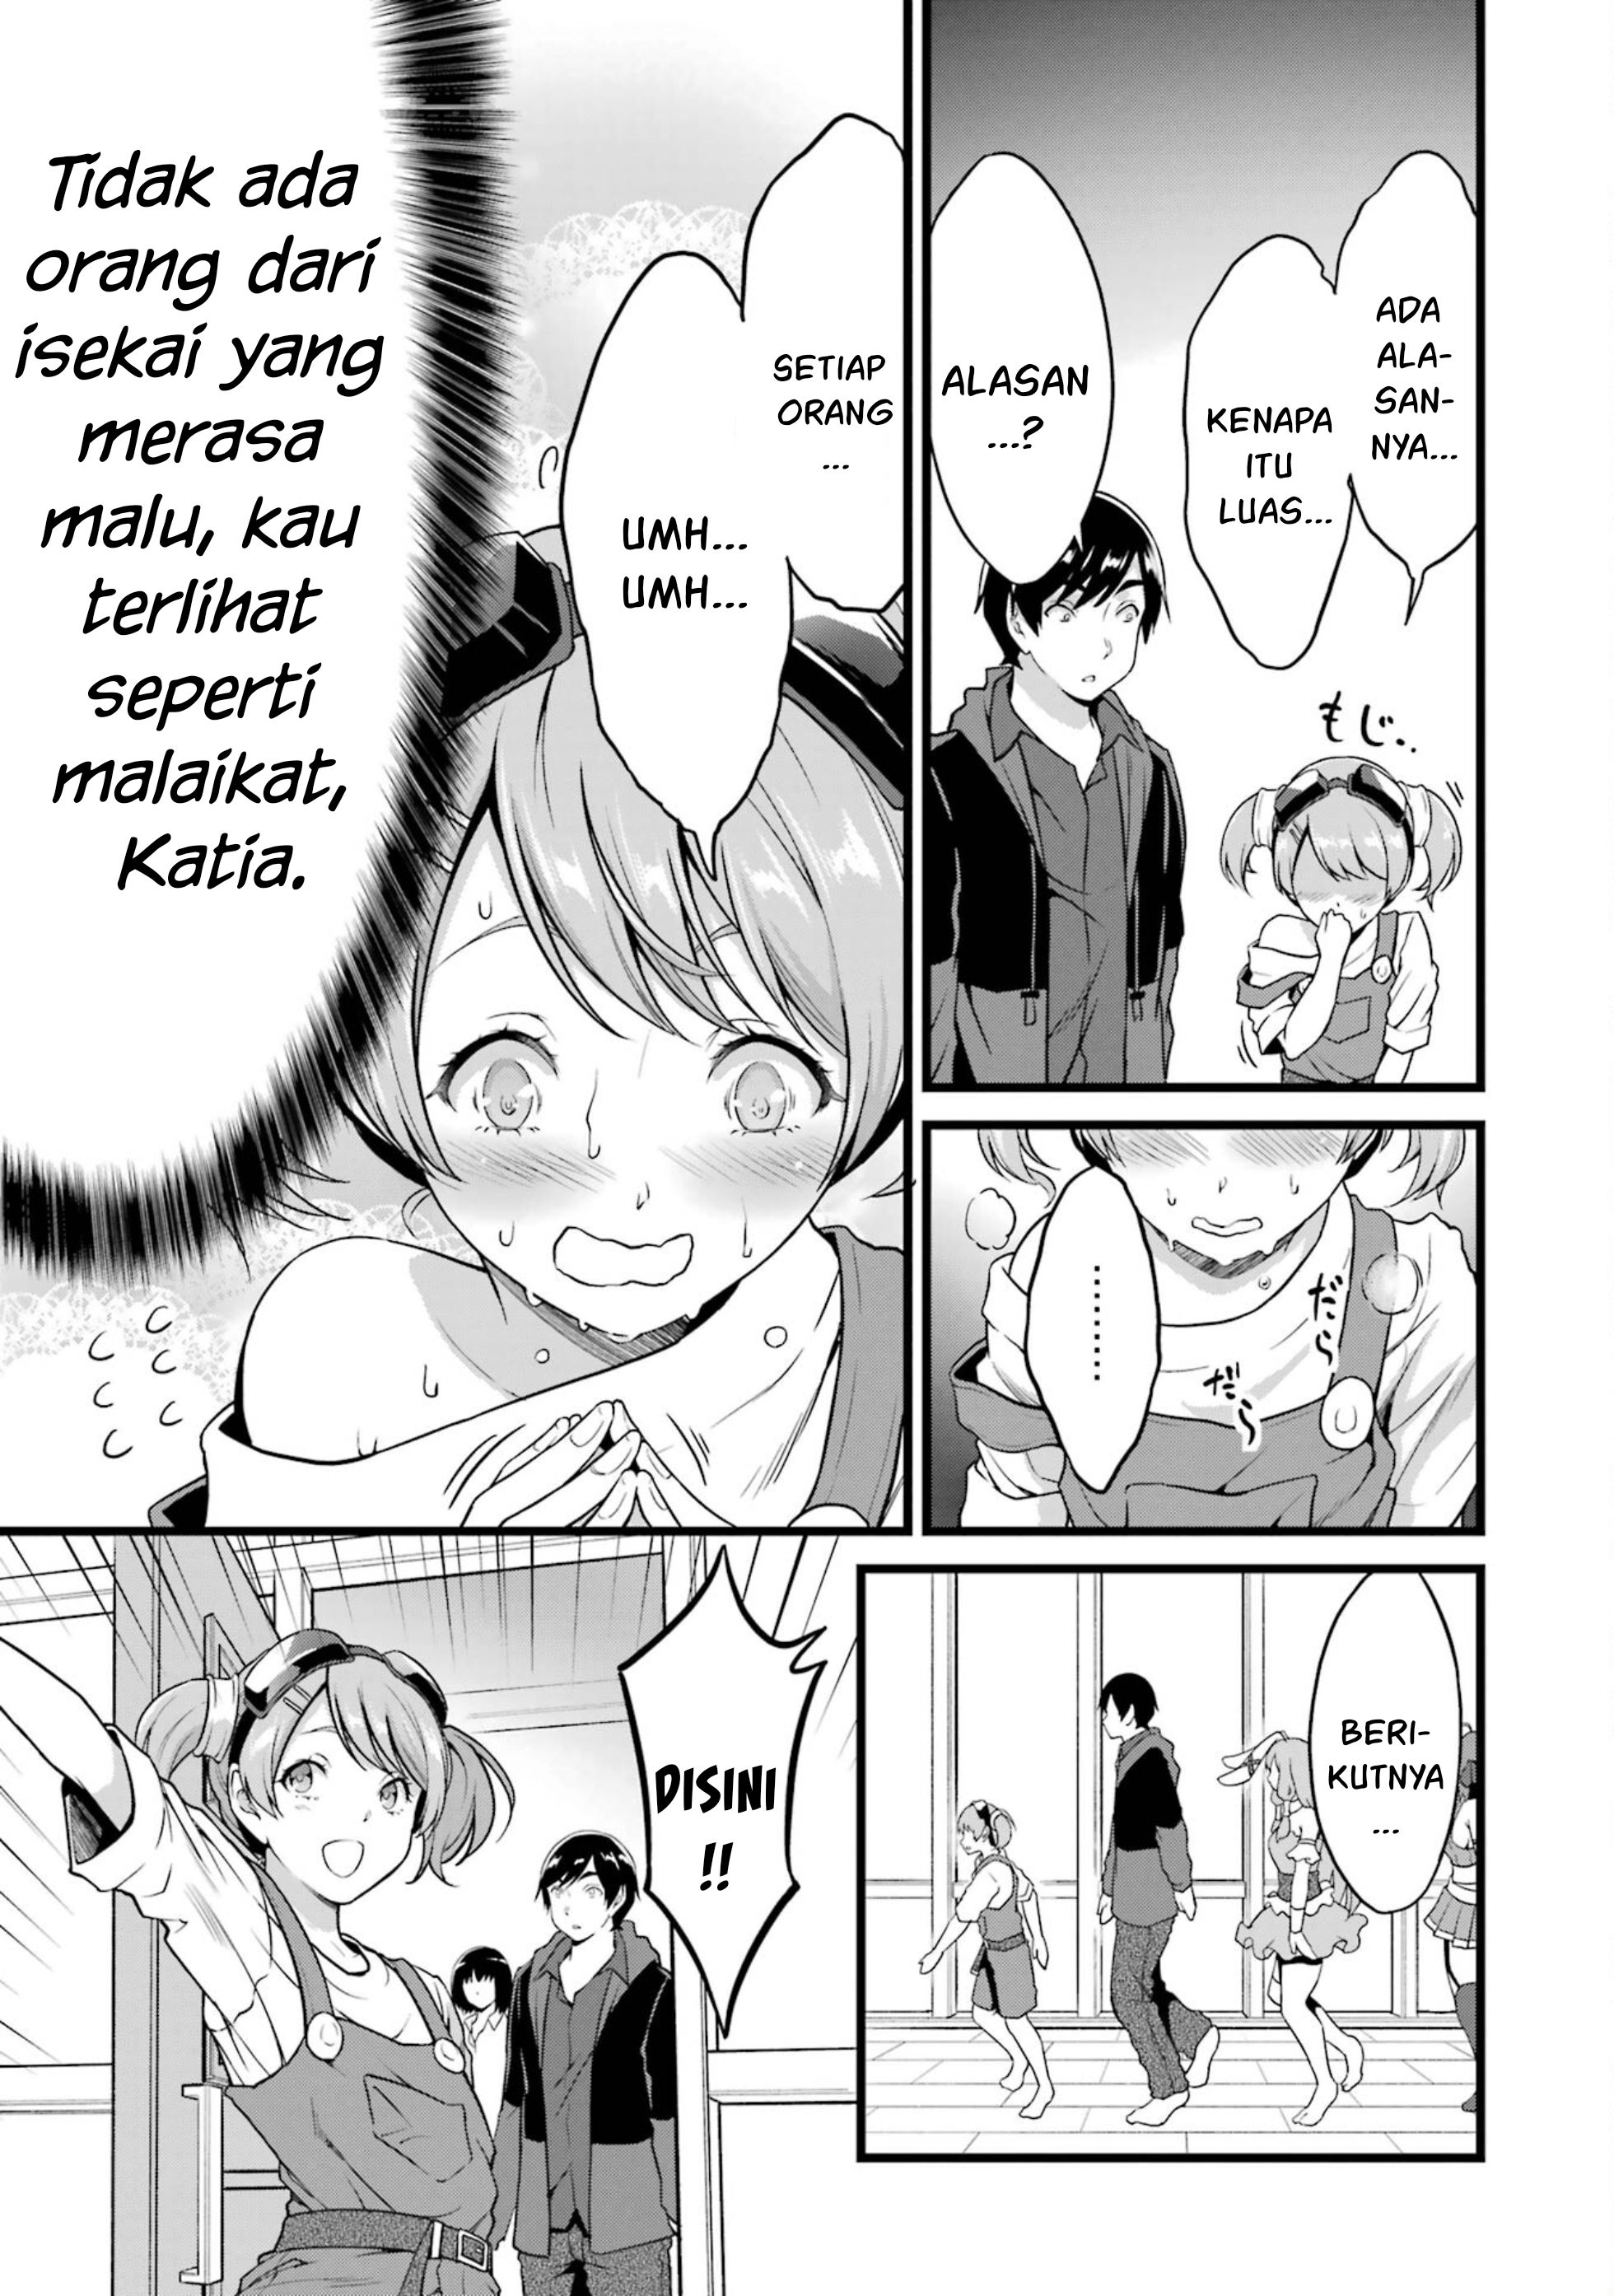 ADA
ALA-
SAN-
NYA...
KENAPA
ITU
LUAS...
ALASAN
...?
もじ..
だら
だら
SETIAP
ORANG
...
UMH...
UMH...
Tidak ada
orang dari
isekai yang
merasa
malu, kau
terlihat
seperti
malaikat,
Katia.
BERI-
KUTNYA
...
DISINI
!!